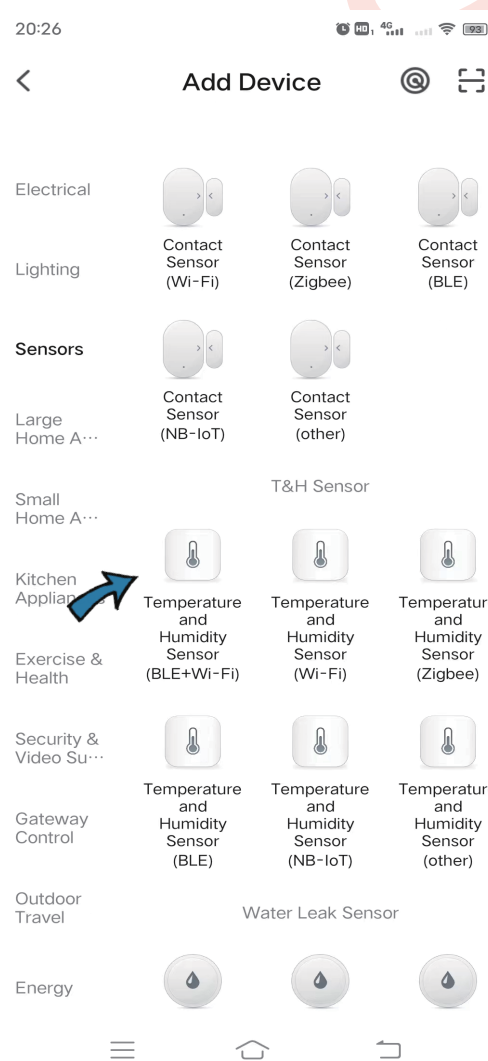 20:26
HD 1 4G 93
Add Device
Electrical
Lighting
Sensors
Large
Home A···
Small
Home A···
Kitchen
Exercise &
Health
Security &
Video Su···
Gateway
Control
Outdoor
Travel
Energy
Contact
Sensor
(Wi-Fi)
Contact
Sensor
(Zigbee)
Contact
Sensor
(BLE)
Contact
Sensor
(NB-IoT)
Contact
Sensor
(other)
T&H Sensor
Temperature
and
Humidity
Sensor
(BLE+Wi-Fi)
Temperature
and
Humidity
Sensor
(Wi-Fi)
Temperatur
and
Humidity
Sensor
(Zigbee)
Temperature
and
Humidity
Sensor
(BLE)
Temperature
and
Humidity
Sensor
(NB-IoT)
Temperatur
and
Humidity
Sensor
(other)
Water Leak Sensor